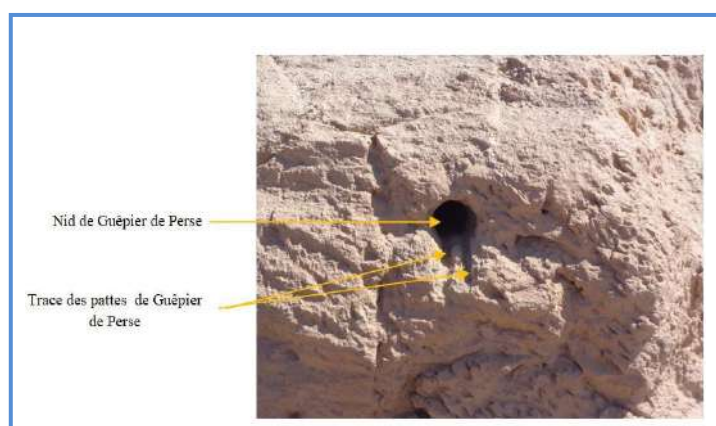 Nid de Guêpier de Perse
Trace des pattes de Guêpier
de Perse